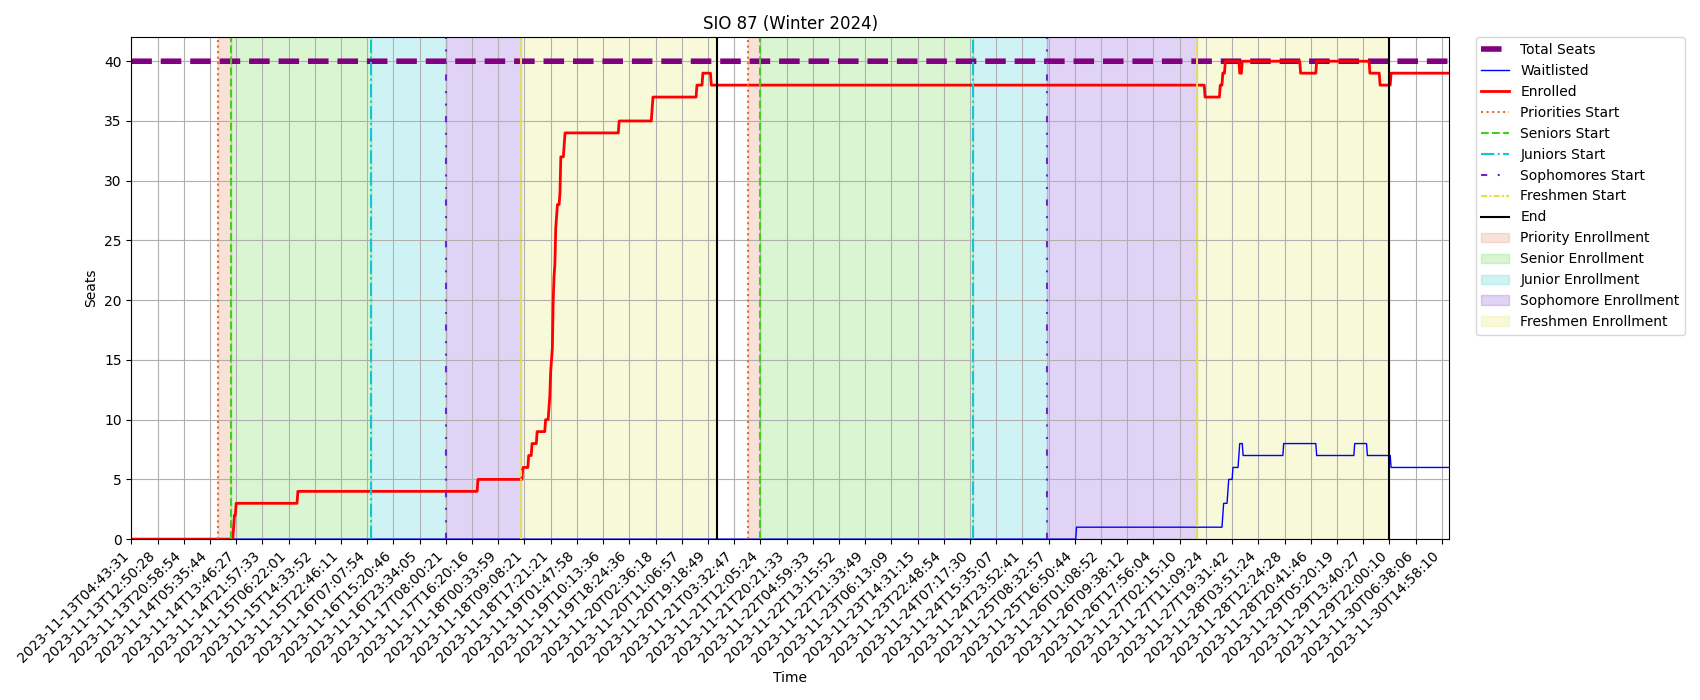 SIO 87 (Winter 2024)
Seats
40
35
30
25
20
15
10
5
0
2023-11-13T04:43:31
2023-11-13T12:50:28
2023-11-13T20:58:54
2023-11-14T05:35:44
2023-11-14T13:46:27
2023-11-14T21:57:33
2023-11-15T06:22:01
2023-11-15T14:33:52
2023-11-15T22:46:11
2023-11-16T07:07:54
2023-11-16T15:20:46
2023-11-16T23:34:05
2023-11-17T08:00:21
2023-11-17T16:20:16
2023-11-18T00:33:59
2023-11-18T09:08:21
2023-11-18T17:21:21
2023-11-19T01:47:58
2023-11-19T10:13:36
2023-11-19T18:24:36
2023-11-20T02:36:18
2023-11-20T11:06:57
2023-11-20T19:18:49
2023-11-21T03:32:47
2023-11-21T12:05:24
2023-11-21T20:21:33
2023-11-22T04:59:33
2023-11-22T13:15:52
2023-11-22T21:33:49
2023-11-23T06:13:09
2023-11-23T14:31:15
2023-11-23T22:48:54
2023-11-24T07:17:30
2023-11-24T15:35:07
2023-11-24T23:52:41
2023-11-25T08:32:57
2023-11-25T16:50:44
2023-11-26T01:08:52
2023-11-26T09:38:12
2023-11-26T17:56:04
2023-11-27T02:15:10
2023-11-27T11:09:24
2023-11-27T19:31:42
2023-11-28T03:51:24
2023-11-28T12:24:28
2023-11-28T20:41:46
2023-11-29T05:20:19
2023-11-29T13:40:27
2023-11-29T22:00:10
2023-11-30T06:38:06
2023-11-30T14:58:10
Time
Total Seats
Waitlisted
Enrolled
Priorities Start
Seniors Start
Juniors Start
Sophomores Start
Freshmen Start
End
Priority Enrollment
Senior Enrollment
Junior Enrollment
Sophomore Enrollment
Freshmen Enrollment